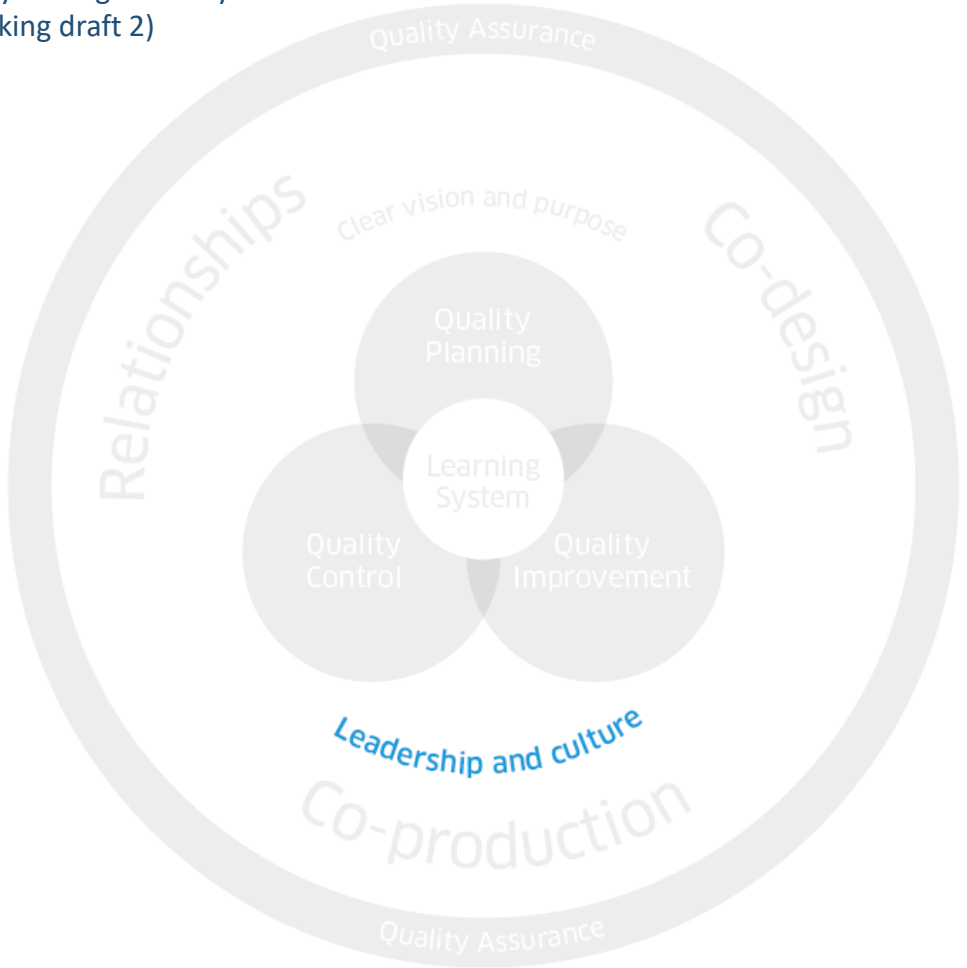 king draft 2)
Quality Assurance
Clear vision and purpose
Relationships
Co-design
Quality
Planning
Learning
System
Quality
Control
Quality
Improvement
Leadership and culture
Co-production
Quality Assurance